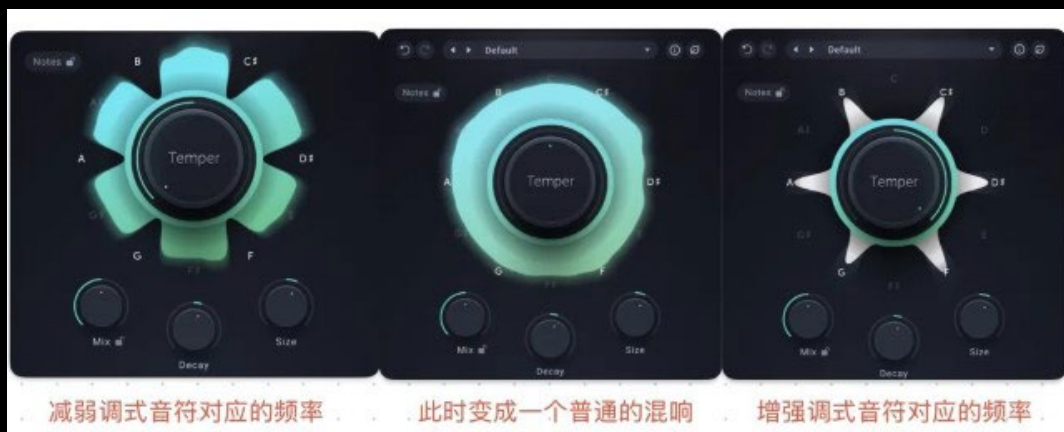 Default
Default
Notes
Notes
Notes
C
B
C♯
B
C♯
B
C♯
A♯
A♯
D
A
Temper
D♯
A
Temper
D♯
A
Temper
D♯
G♯
E
G♯
E
G
F
G
F
G
F
F♯
F♯
F♯
Mix
Size
Mix
Size
Mix
Size
Decay
Decay
Decay
减弱调式音符对应的频率
此时变成一个普通的混响
增强调式音符对应的频率